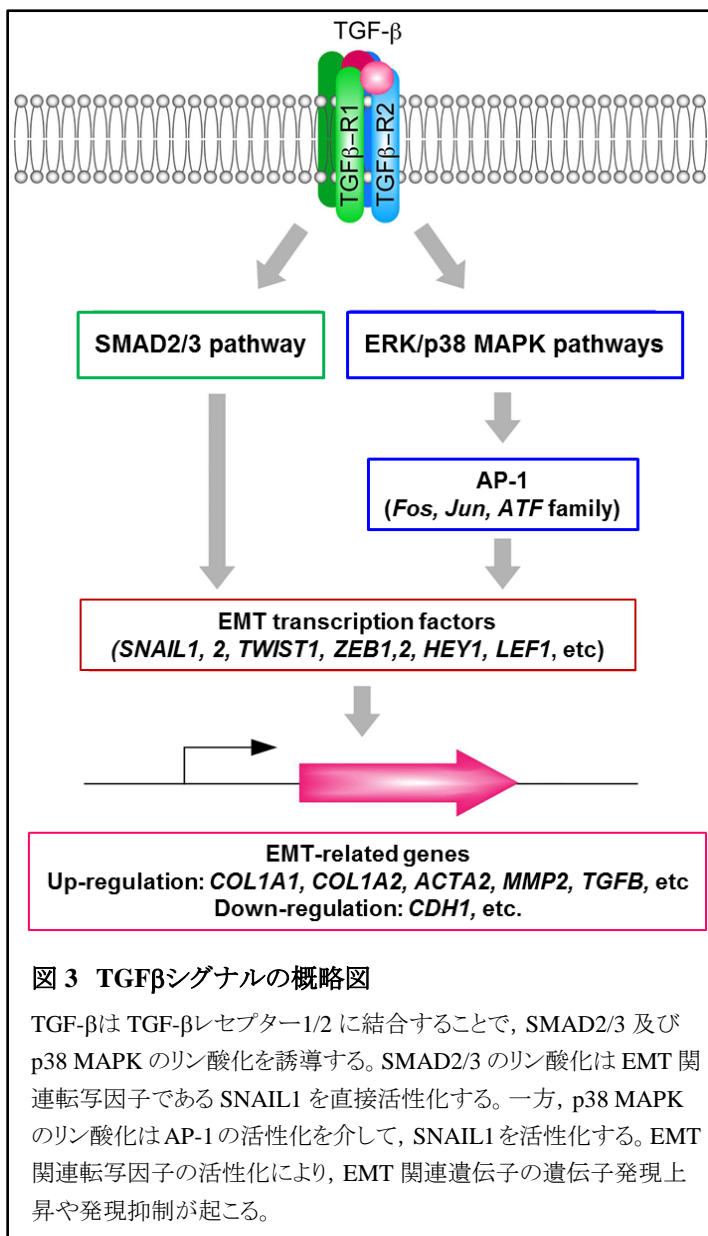 TGF-β
TGFβ–R1
TGFβ–R2
SMAD2/3 pathway
ERK/p38 MAPK pathways
AP-1
(Fos, Jun, ATF family)
EMT transcription factors
(SNAIL1, 2, TWIST1, ZEB1,2, HEY1, LEF1, etc)
EMT-related genes
Up-regulation: COL1A1, COL1A2, ACTA2, MMP2, TGFB, etc
Down-regulation: CDH1, etc.
図 3 TGFβシグナルの概略図
TGF-βは TGF-βレセプター1/2 に結合することで, SMAD2/3 及び
p38 MAPK のリン酸化を誘導する。SMAD2/3 のリン酸化は EMT 関
連転写因子である SNAIL1 を直接活性化する。一方, p38 MAPK
のリン酸化は AP-1 の活性化を介して, SNAIL1 を活性化する。EMT
関連転写因子の活性化により, EMT 関連遺伝子の遺伝子発現上
昇や発現抑制が起こる。